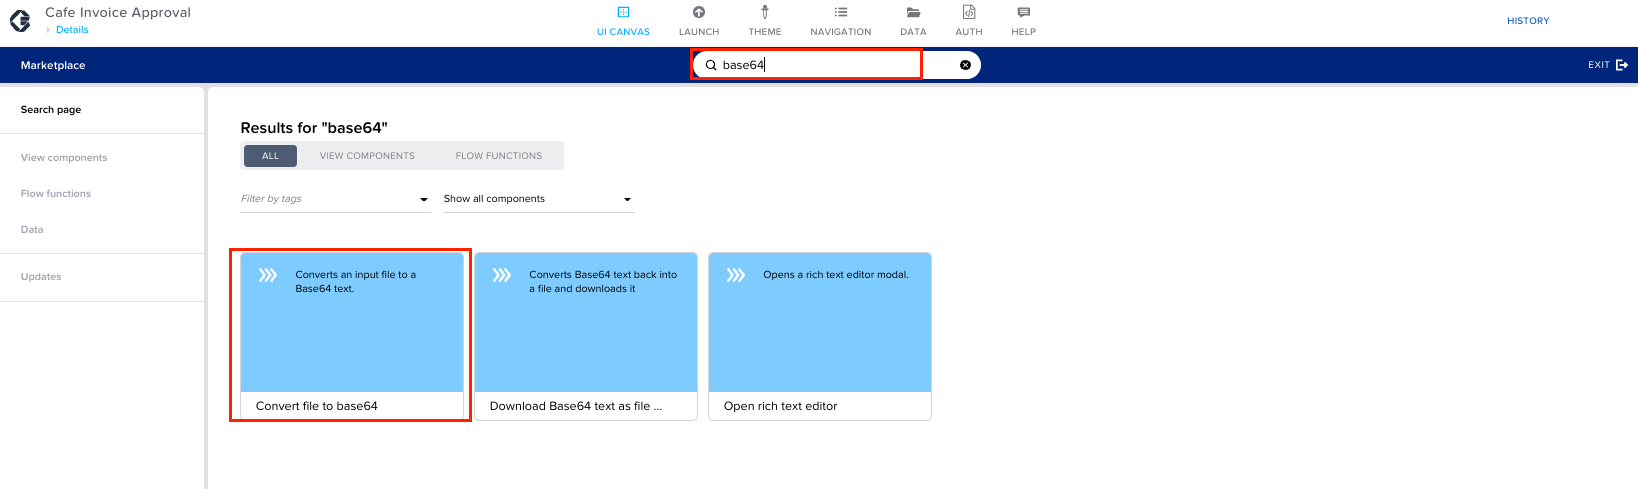 Cafe Invoice Approval
Details
UI CANVAS LAUNCH THEME NAVIGATION DATA AUTH HELP
HISTORY
Marketplace
base64
EXIT
Search page
View components
Flow functions
Data
Updates
Results for "base64"
ALL VIEW COMPONENTS FLOW FUNCTIONS
Filter by tags
Show all components
Converts an input file to a
Base64 text.
Convert file to base64
Converts Base64 text back into
a file and downloads it
Download Base64 text as file ...
Opens a rich text editor modal.
Open rich text editor